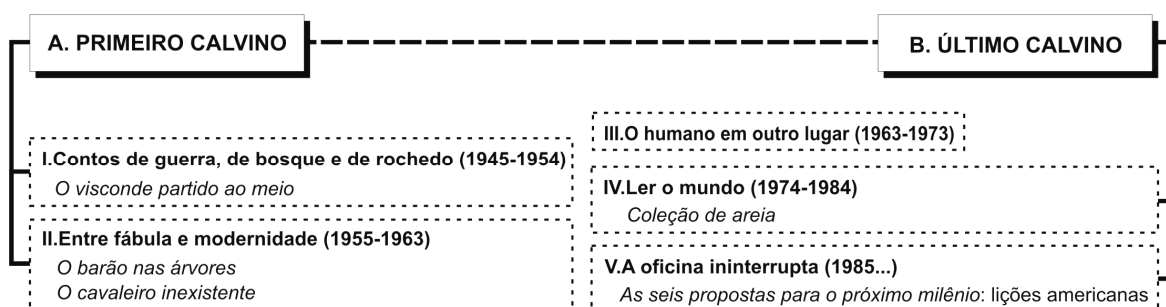 A. PRIMEIRO CALVINO
B. ÚLTIMO CALVINO
I.Contos de guerra, de bosque e de rochedo (1945-1954)
O visconde partido ao meio
II.Entre fábula e modernidade (1955-1963)
O barão nas árvores
O cavaleiro inexistente
III.O humano em outro lugar (1963-1973)
IV.Ler o mundo (1974-1984)
Coleção de areia
V.A oficina ininterrupta (1985...)
As seis propostas para o próximo milênio: lições americanas